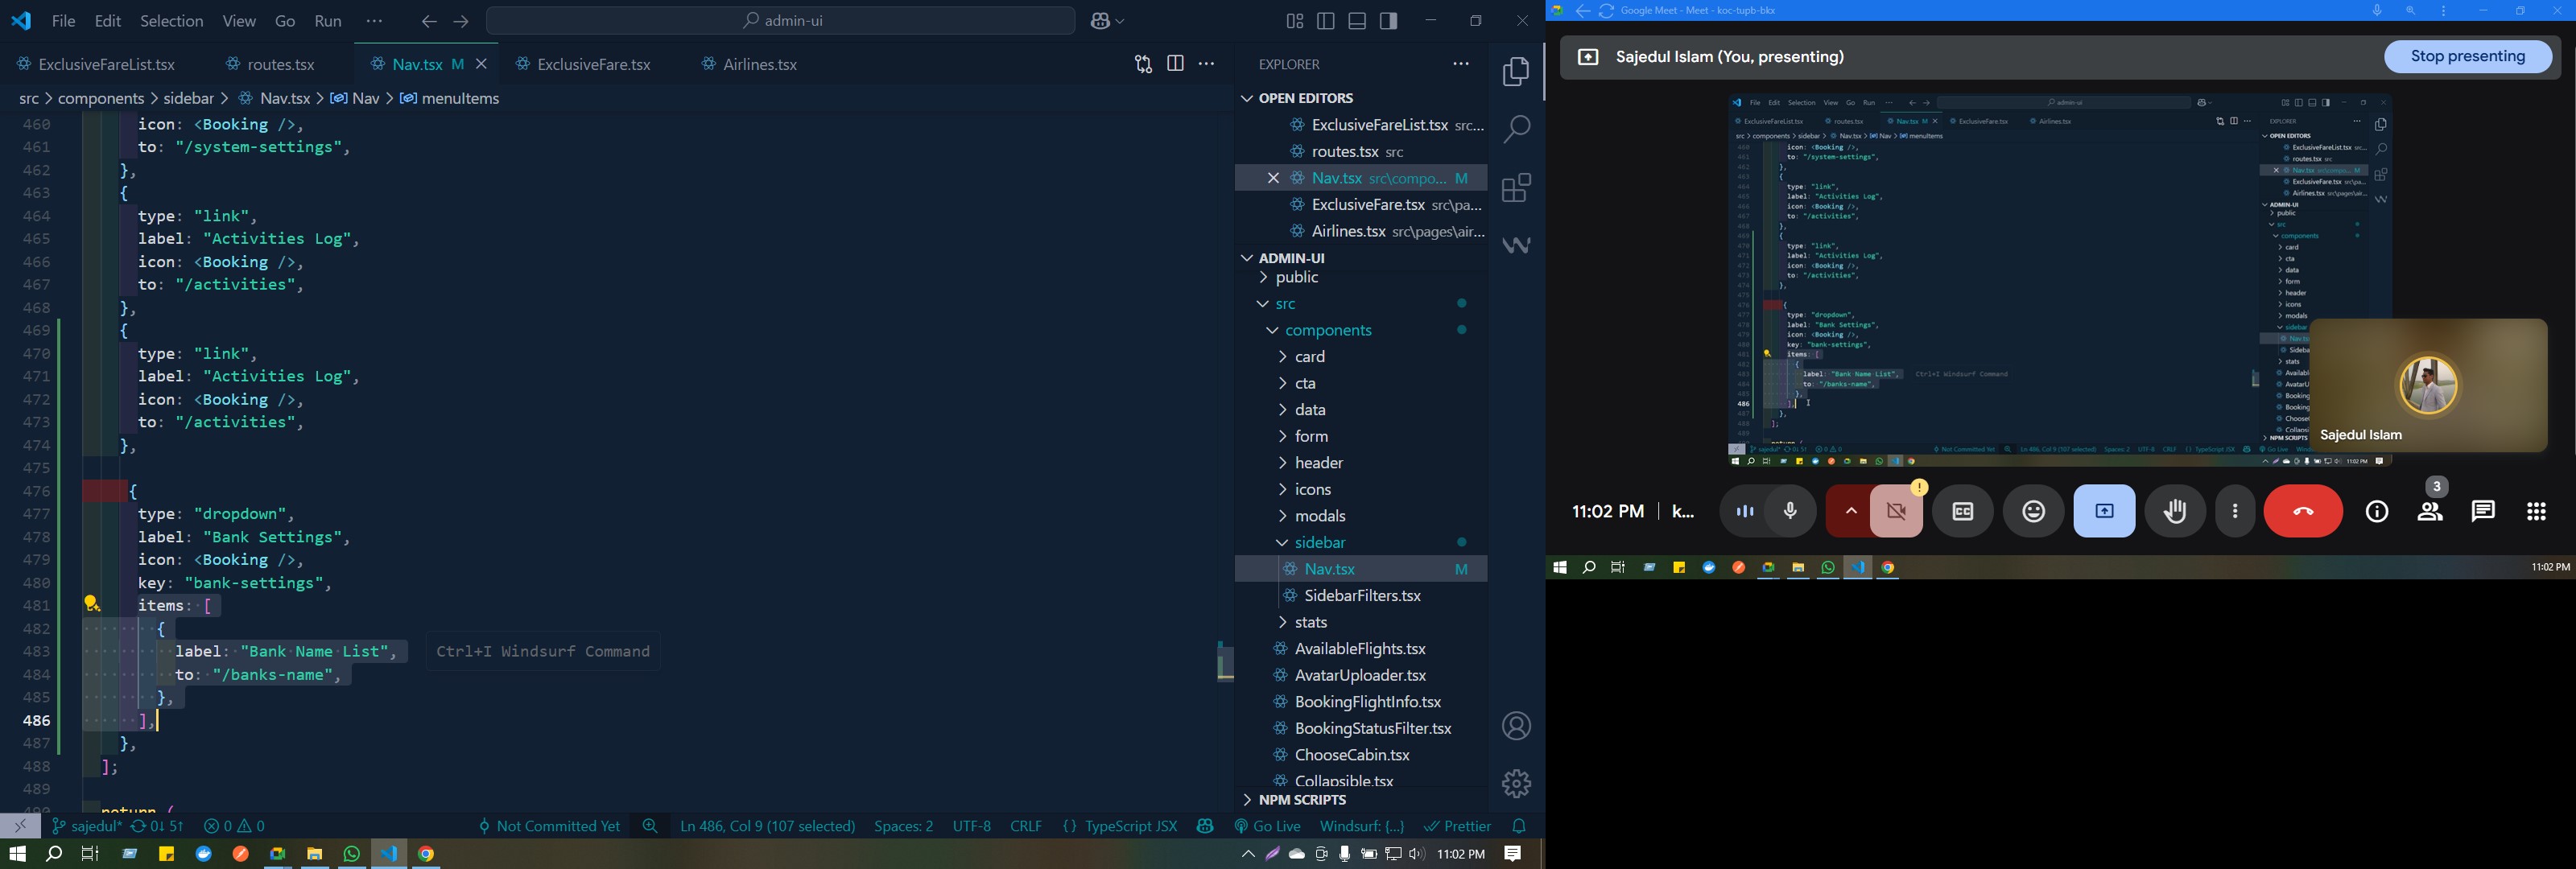 File Edit Selection View Go Run ··· admin-ui
ExclusiveFareList.tsx routes.tsx Nav.tsx M ExclusiveFare.tsx Airlines.tsx
src > components > sidebar > Nav.tsx > Nav > menuItems
460 icon: <Booking />,
461 to: "/system-settings",
462 },
463 {
464 type: "link",
465 label: "Activities Log",
466 icon: <Booking />,
467 to: "/activities",
468 },
469 {
470 type: "link",
471 label: "Activities Log",
472 icon: <Booking />,
473 to: "/activities",
474 },
475
476 {
477 type: "dropdown",
478 label: "Bank Settings",
479 icon: <Booking />,
480 key: "bank-settings",
481 items: [
482 {
483 label: "Bank Name List", Ctrl+I Windsurf Command
484 to: "/banks-name",
485 },
486 ],
487 },
488 ];
489
490 return (
EXPLORER
OPEN EDITORS
ExclusiveFareList.tsx src...
routes.tsx src
Nav.tsx src\compo... M
ExclusiveFare.tsx src\pa...
Airlines.tsx src\pages\air...
ADMIN-UI
public
src
components
card
cta
data
form
header
icons
modals
sidebar
Nav.tsx M
SidebarFilters.tsx
stats
AvailableFlights.tsx
AvatarUploader.tsx
BookingFlightInfo.tsx
BookingStatusFilter.tsx
ChooseCabin.tsx
Collapsible.tsx
NPM SCRIPTS
sajedul* 0↓ 5↑ 0 0 Not Committed Yet Ln 486, Col 9 (107 selected) Spaces: 2 UTF-8 CRLF {} TypeScript JSX Go Live Windsurf: {...} Prettier
11:02 PM
Google Meet - Meet - koc-tupb-bkx
Sajedul Islam (You, presenting) Stop presenting
Sajedul Islam
11:02 PM | k... 3
11:02 PM